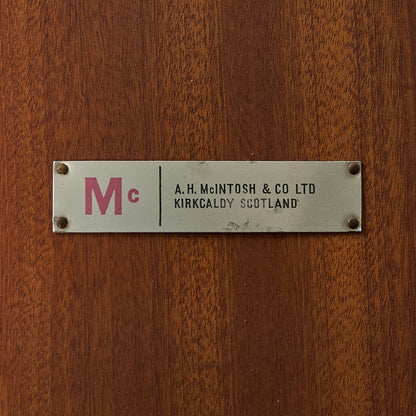 Mc
A.H. McINTOSH & CO LTD
KIRKCALDY SCOTLAND